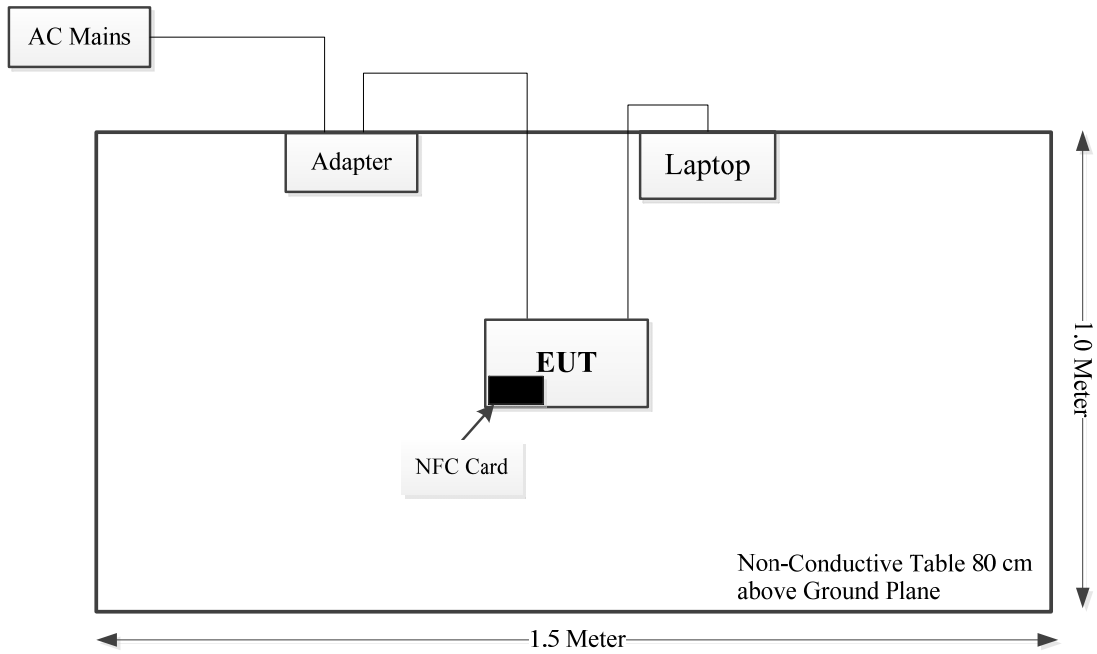 AC Mains
Adapter
Laptop
EUT
NFC Card
1.0 Meter
Non-Conductive Table 80 cm
above Ground Plane
1.5 Meter